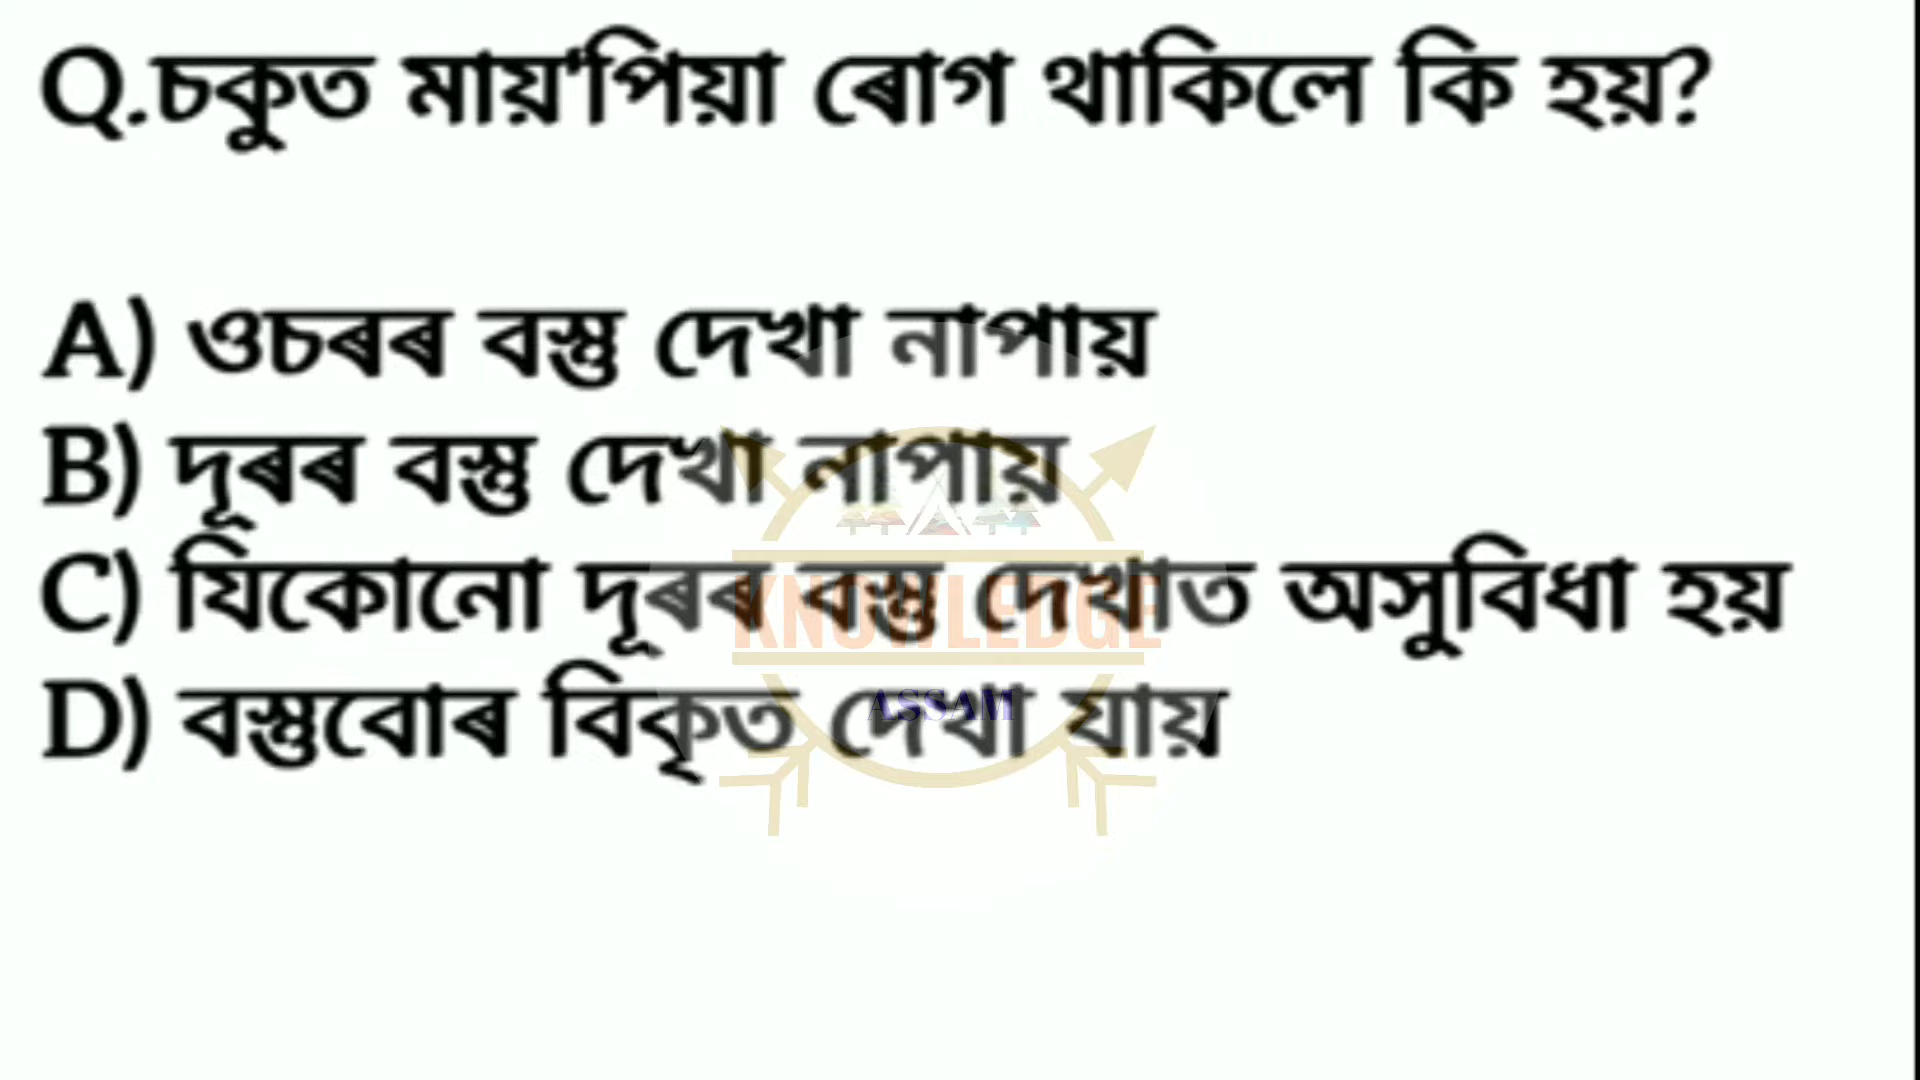 Q.চকুত মায়'পিয়া ৰোগ থাকিলে কি হয়?
A) ওচৰৰ বস্তু দেখা নাপায়
B) দূৰৰ বস্তু দেখা নাপায়
C) যিকোনো দূৰৰ বস্তু দেখাত অসুবিধা হয়
KNOWLEDGE
D) বস্তুবোৰ বিকৃত দেখা যায়
ASSAM